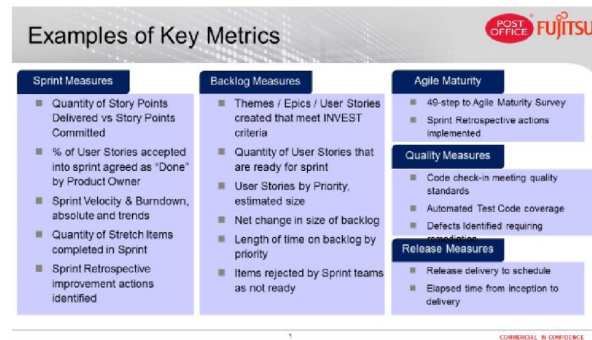 Examples of Key Metrics
POST
OFFICE
FUJITSU
Sprint Measures
Quantity of Story Points
Delivered vs Story Points
Committed
% of User Stories accepted
into sprint agreed as “Done”
by Product Owner
Sprint Velocity & Burndown,
absolute and trends
Quantity of Stretch Items
completed in Sprint
Sprint Retrospective
improvement actions
identified
Backlog Measures
Themes / Epics / User Stories
created that meet INVEST
criteria
Quantity of User Stories that
are ready for sprint
User Stories by Priority,
estimated size
Net change in size of backlog
Length of time on backlog by
priority
Items rejected by Sprint teams
as not ready
Agile Maturity
49-step to Agile Maturity Survey
Sprint Retrospective actions
implemented
Quality Measures
Code check-in meeting quality
standards
Automated Test Code coverage
Defects Identified requiring
remediation
Release Measures
Release delivery to schedule
Elapsed time from inception to
delivery
1
COMMERCIAL IN CONFIDENCE